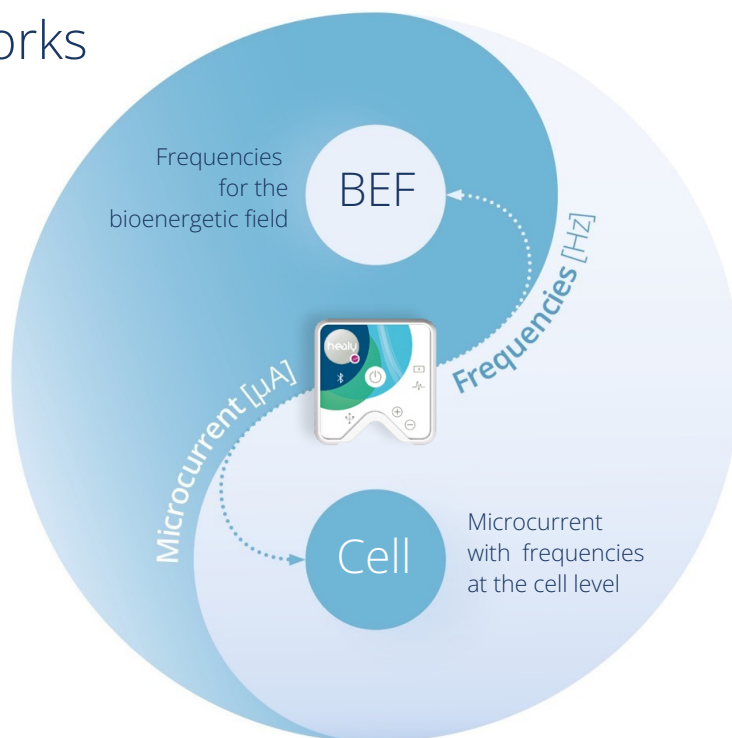 orks
Frequencies
for the
bioenergetic field
BEF
Frequencies [Hz]
healy
Microcurrent [µA]
Cell
Microcurrent
with frequencies
at the cell level